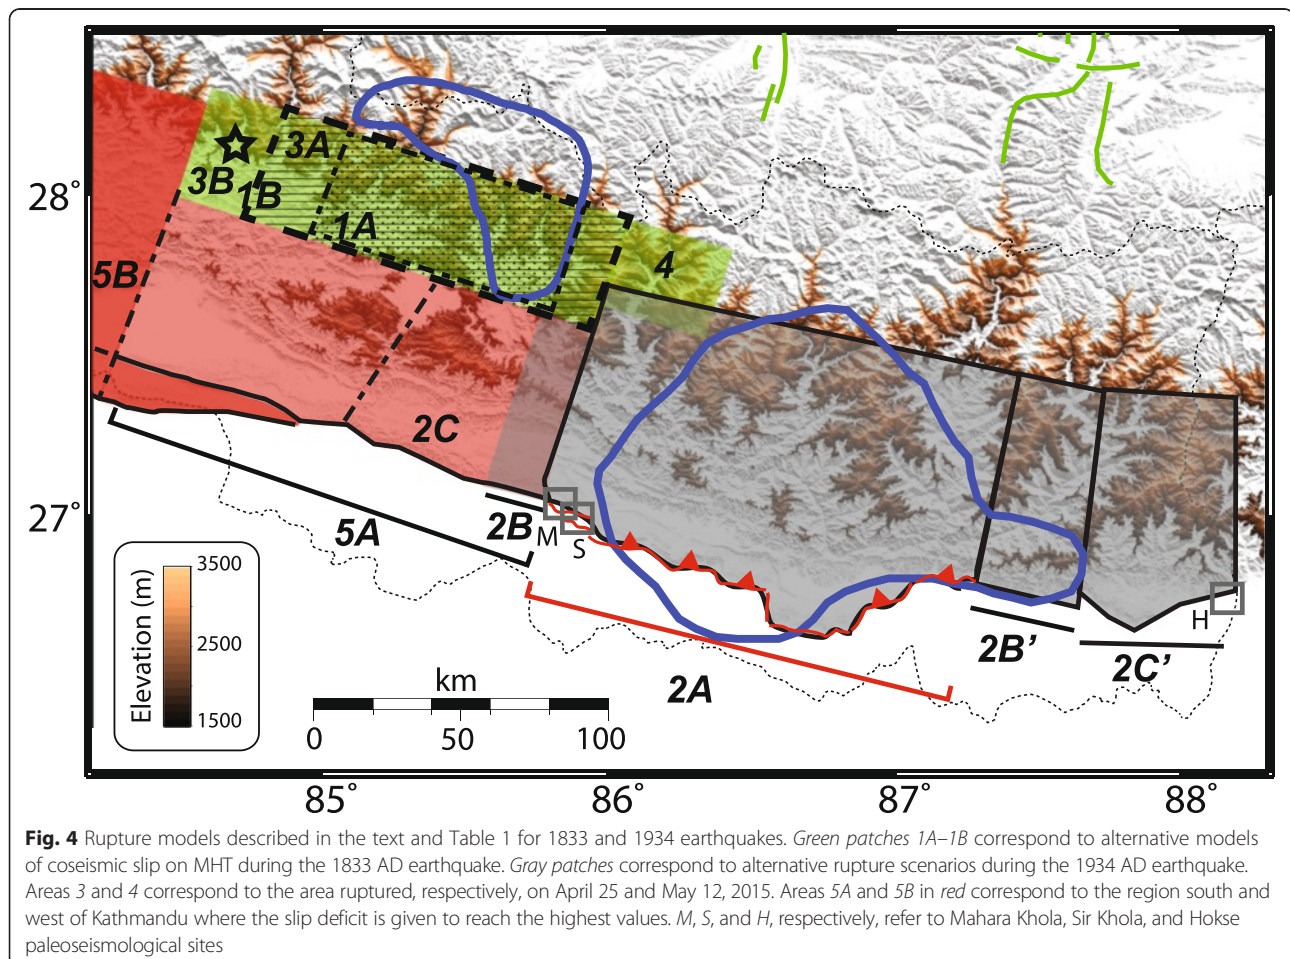 3A
3B
1B
1A
28°
4
5B
2C
27°
2B
M
S
5A
H
2B’
2C’
2A
Elevation (m)
3500
2500
1500
km
0 50 100
85° 86° 87° 88°
Fig. 4 Rupture models described in the text and Table 1 for 1833 and 1934 earthquakes. Green patches 1A–1B correspond to alternative models
of coseismic slip on MHT during the 1833 AD earthquake. Gray patches correspond to alternative rupture scenarios during the 1934 AD earthquake.
Areas 3 and 4 correspond to the area ruptured, respectively, on April 25 and May 12, 2015. Areas 5A and 5B in red correspond to the region south and
west of Kathmandu where the slip deficit is given to reach the highest values. M, S, and H, respectively, refer to Mahara Khola, Sir Khola, and Hokse
paleoseismological sites